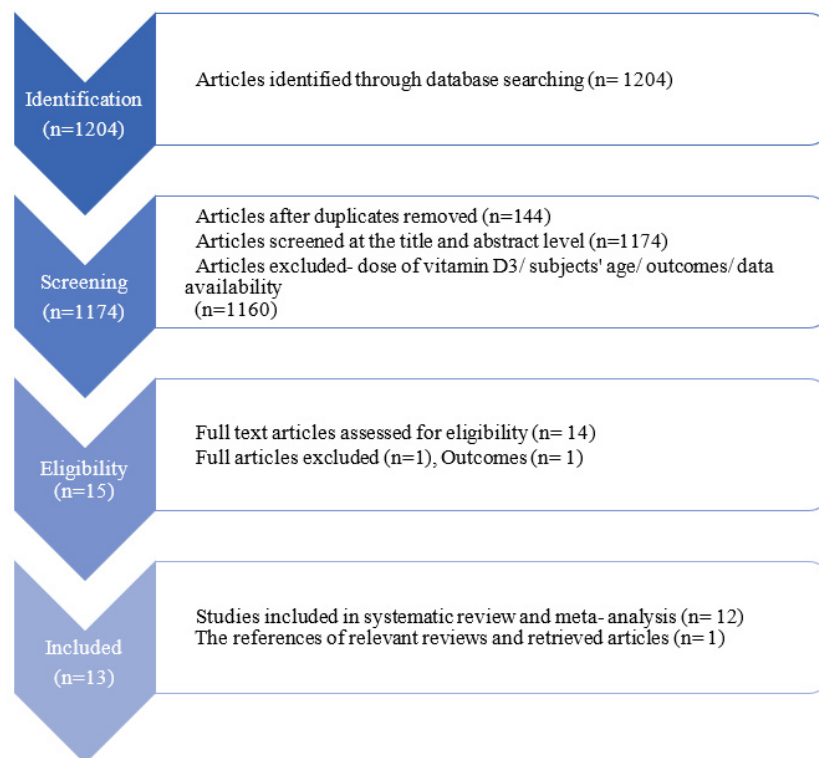 Identification
(n=1204)
Articles identified through database searching (n= 1204)
Screening
(n=1174)
Articles after duplicates removed (n=144)
Articles screened at the title and abstract level (n=1174)
Articles excluded- dose of vitamin D3/ subjects' age/ outcomes/ data
availability
(n=1160)
Eligibility
(n=15)
Full text articles assessed for eligibility (n= 14)
Full articles excluded (n=1), Outcomes (n= 1)
Included
(n=13)
Studies included in systematic review and meta- analysis (n= 12)
The references of relevant reviews and retrieved articles (n= 1)